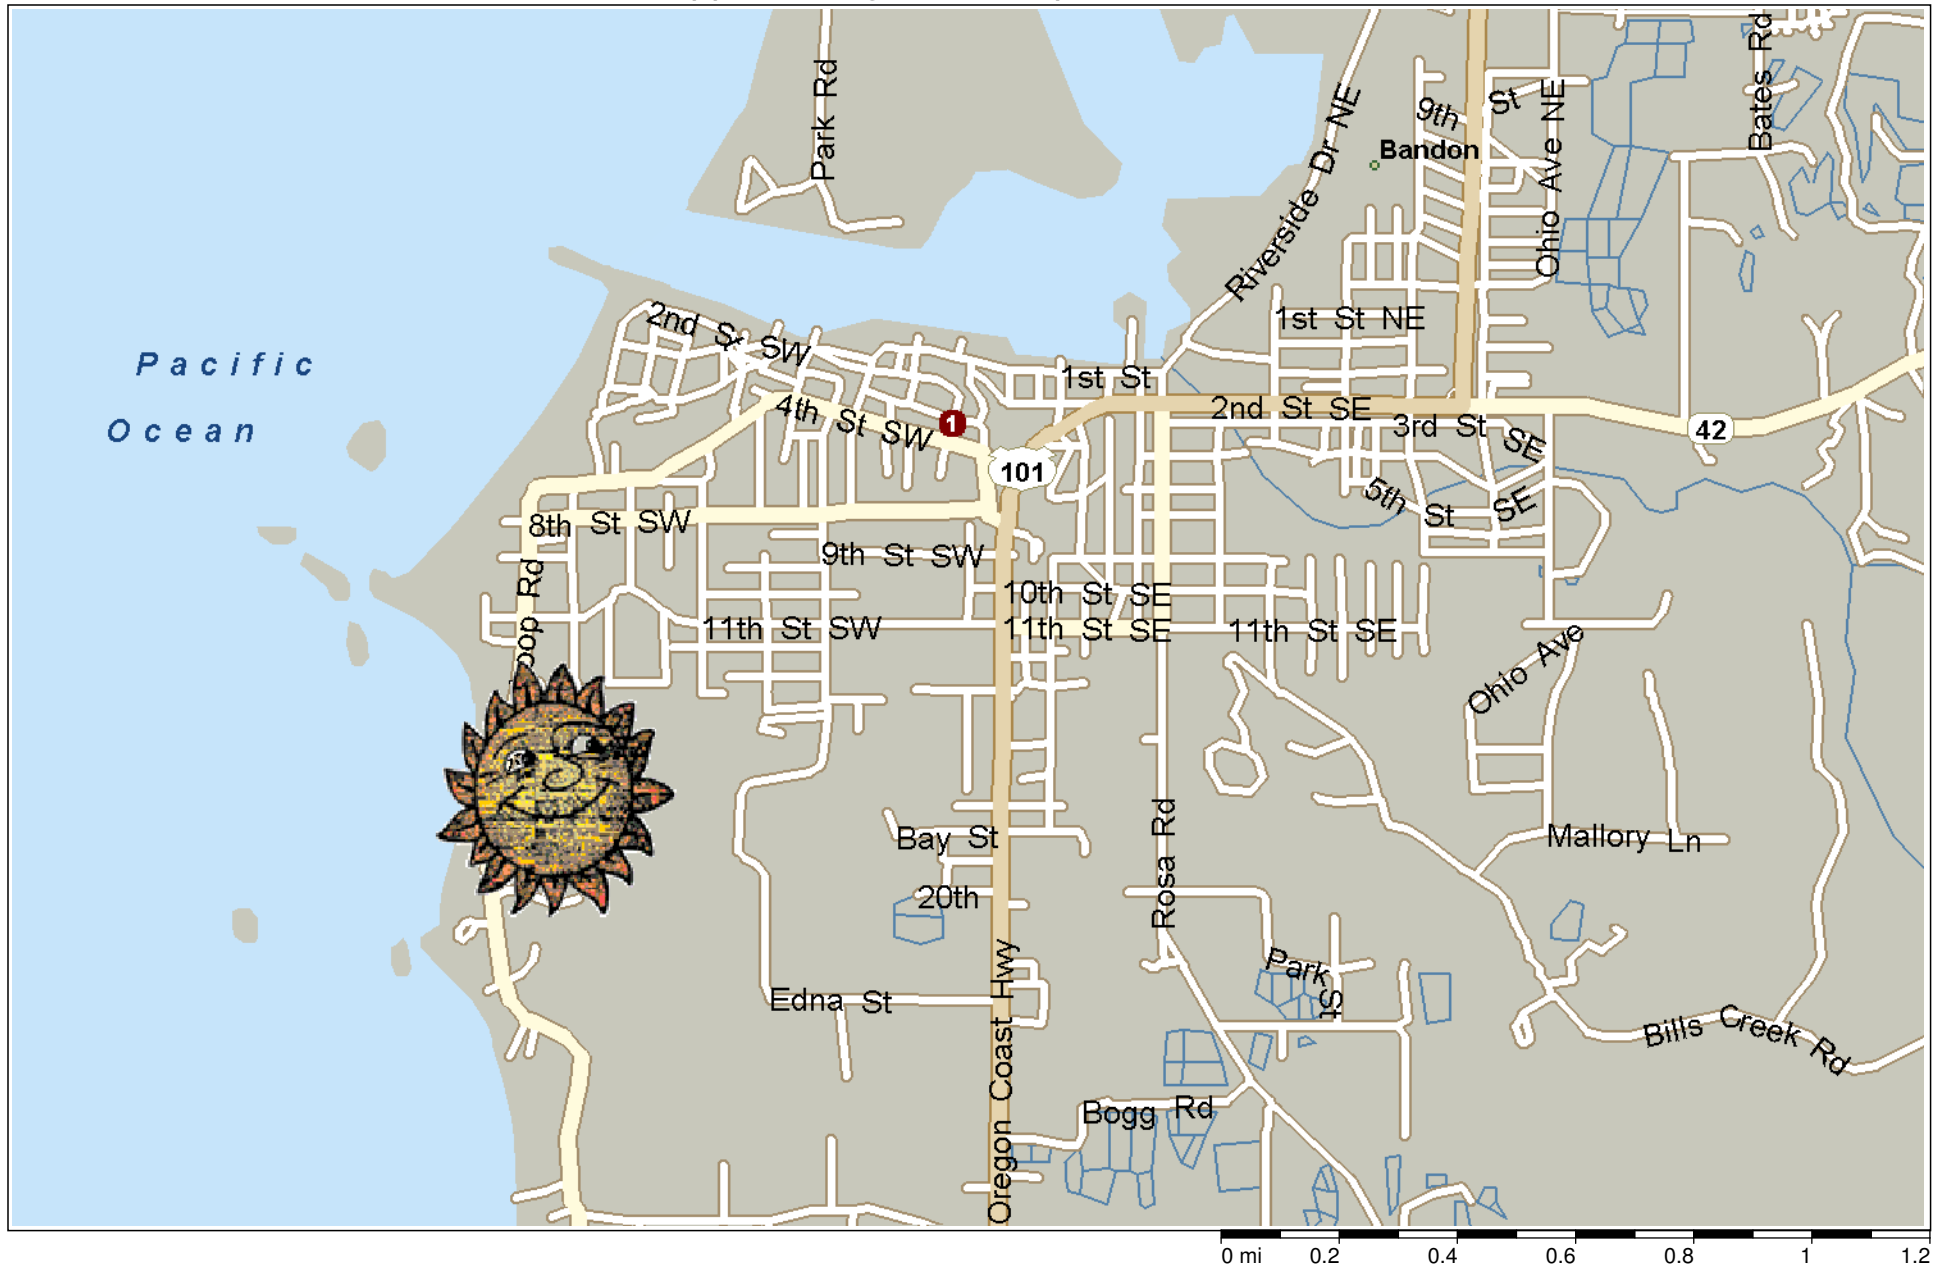 Park Rd
Riverside Dr NE
9th St
Ohio Ave NE
Bates Rd
Bandon
2nd St SW
1st St NE
Pacific
Ocean
1st St
4th St SW
1
2nd St SE
3rd St SE
42
101
5th St SE
8th St SW
9th St SW
oop Rd
10th St SE
11th St SW
11th St SE
11th St SE
Ohio Ave
Bay St
Mallory Ln
20th
Rosa Rd
Park St
Edna St
Oregon Coast Hwy
Bills Creek Rd
Bogg Rd
0 mi 0.2 0.4 0.6 0.8 1 1.2